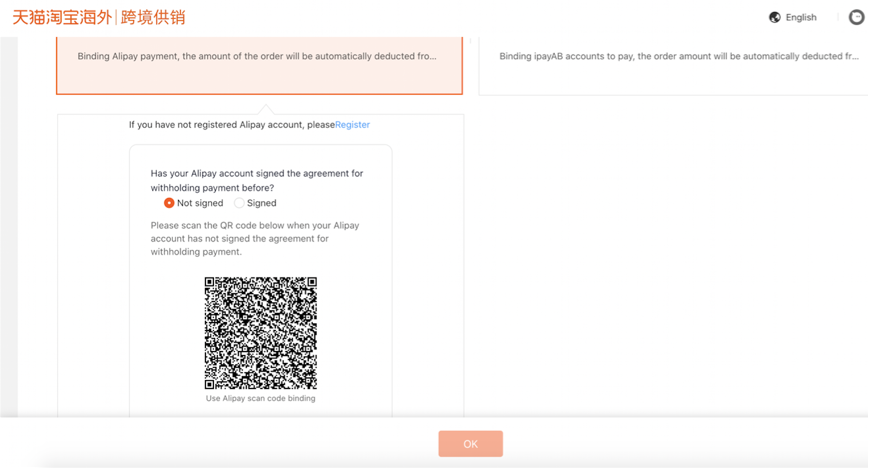 天猫淘宝海外 | 跨境供销
English
Binding Alipay payment, the amount of the order will be automatically deducted fro...
Binding ipayAB accounts to pay, the order amount will be automatically deducted fr...
If you have not registered Alipay account, pleaseRegister
Has your Alipay account signed the agreement for
withholding payment before?
Not signed
Signed
Please scan the QR code below when your Alipay
account has not signed the agreement for
withholding payment.
Use Alipay scan code binding
OK